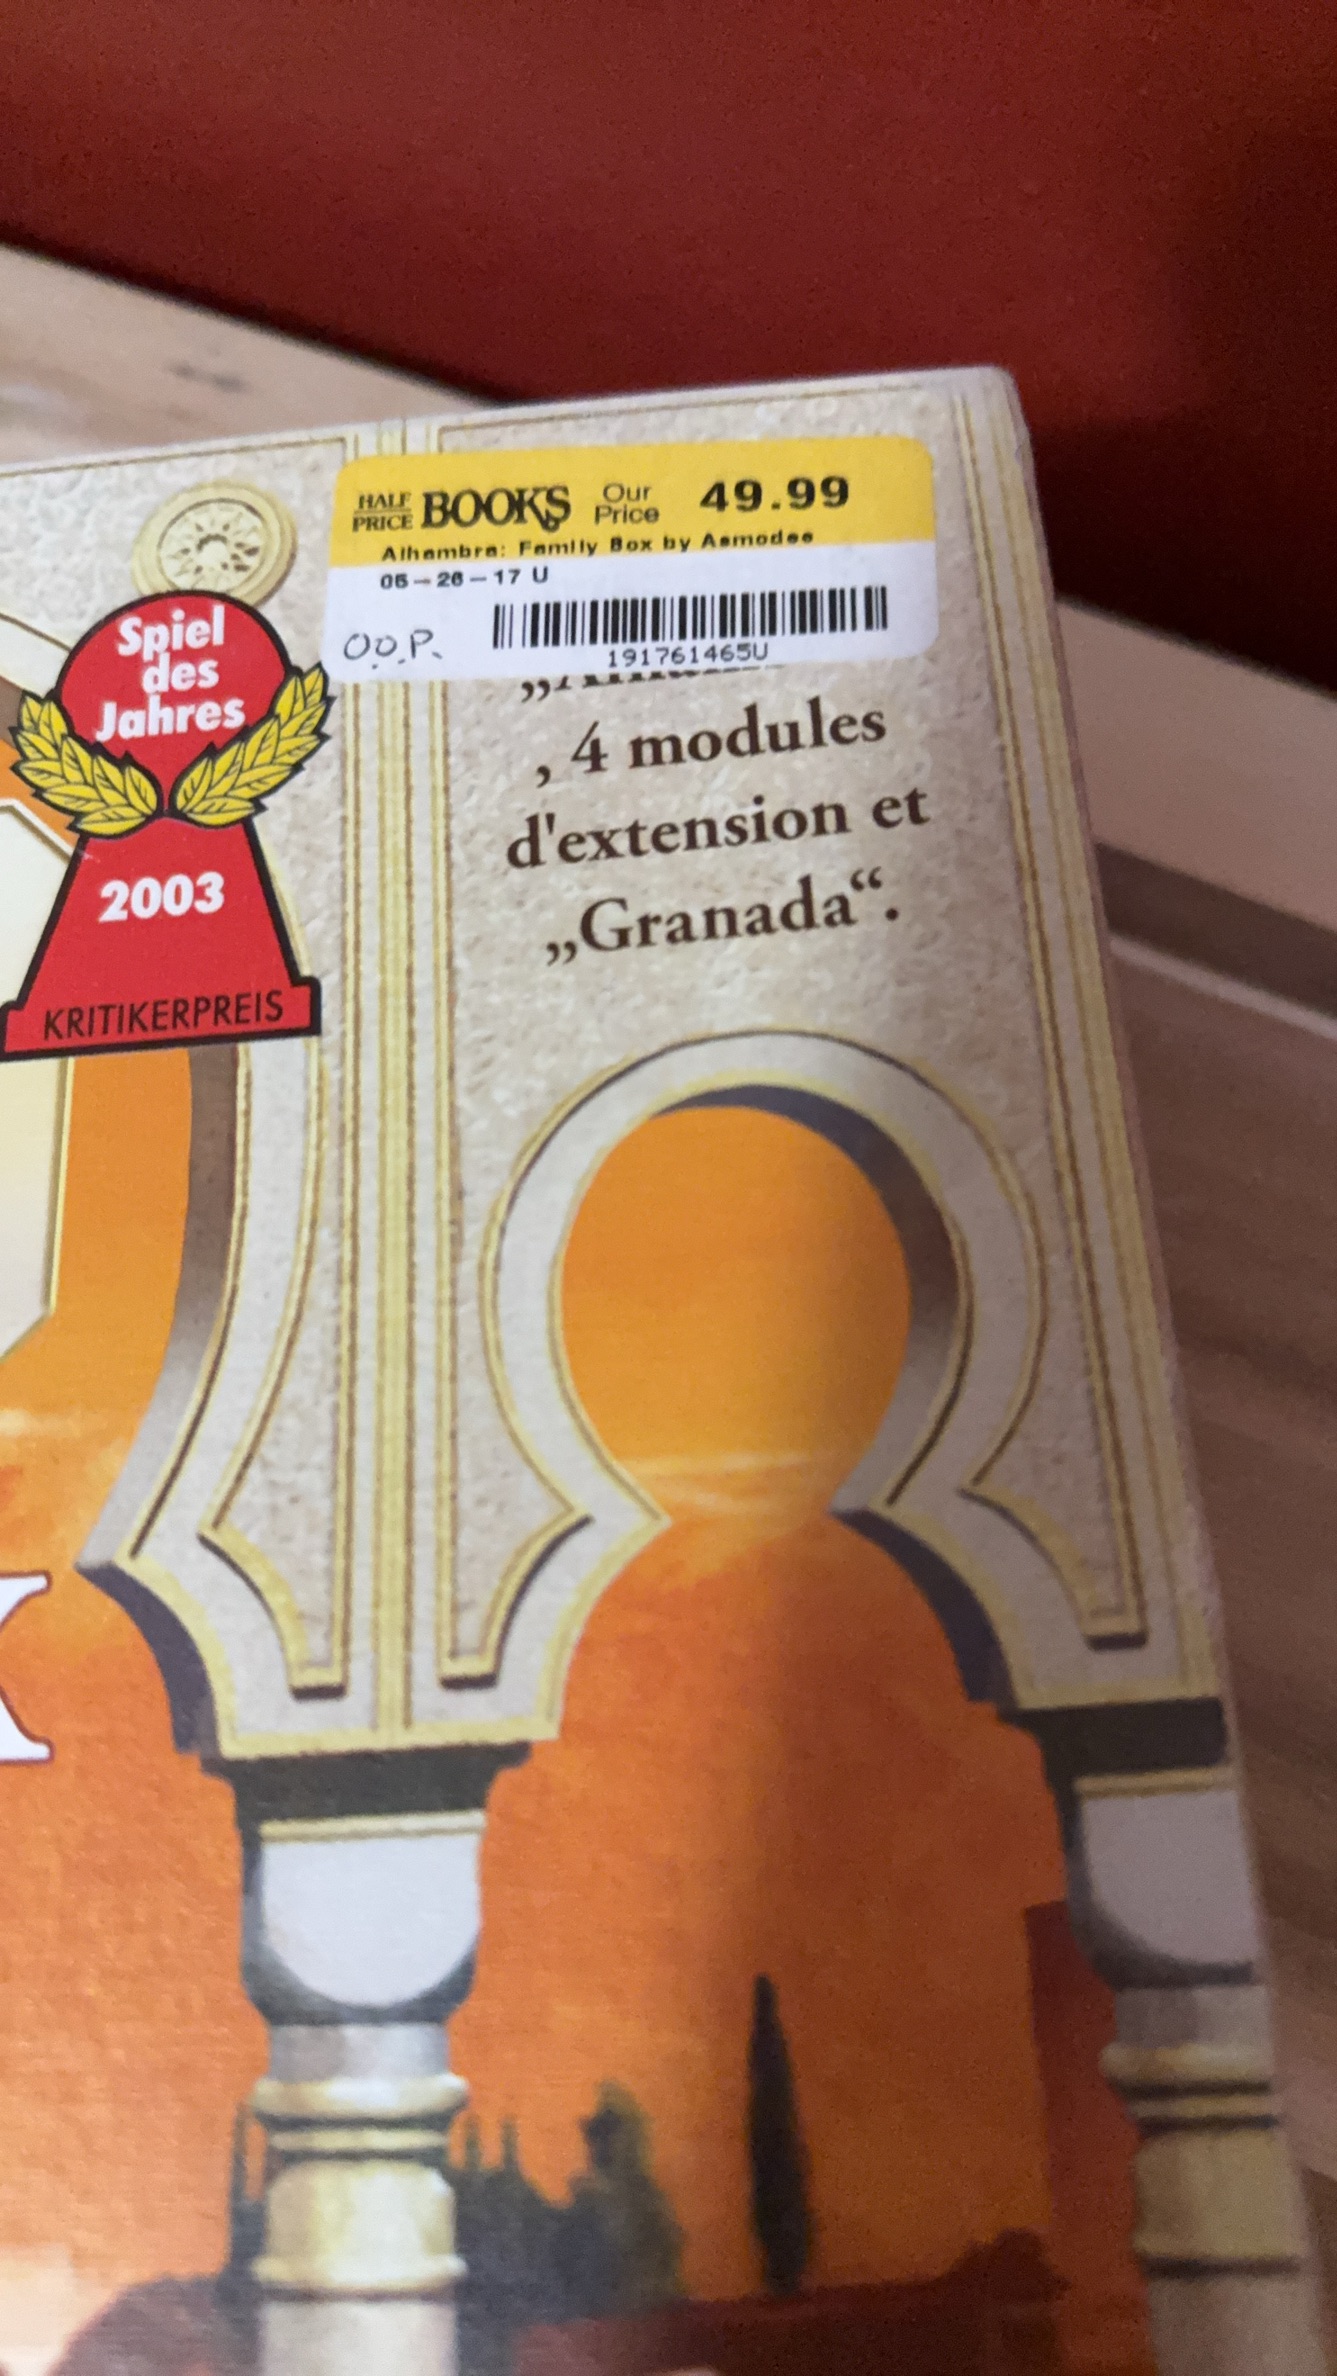 HALF PRICE BOOKS Our Price 49.99
Alhambra: Family Box by Asmodee
05-26-17 U
O.O.P.
191761465U
Spiel
des
Jahres
2003
KRITIKERPREIS
, 4 modules
d'extension et
„Granada“.
X